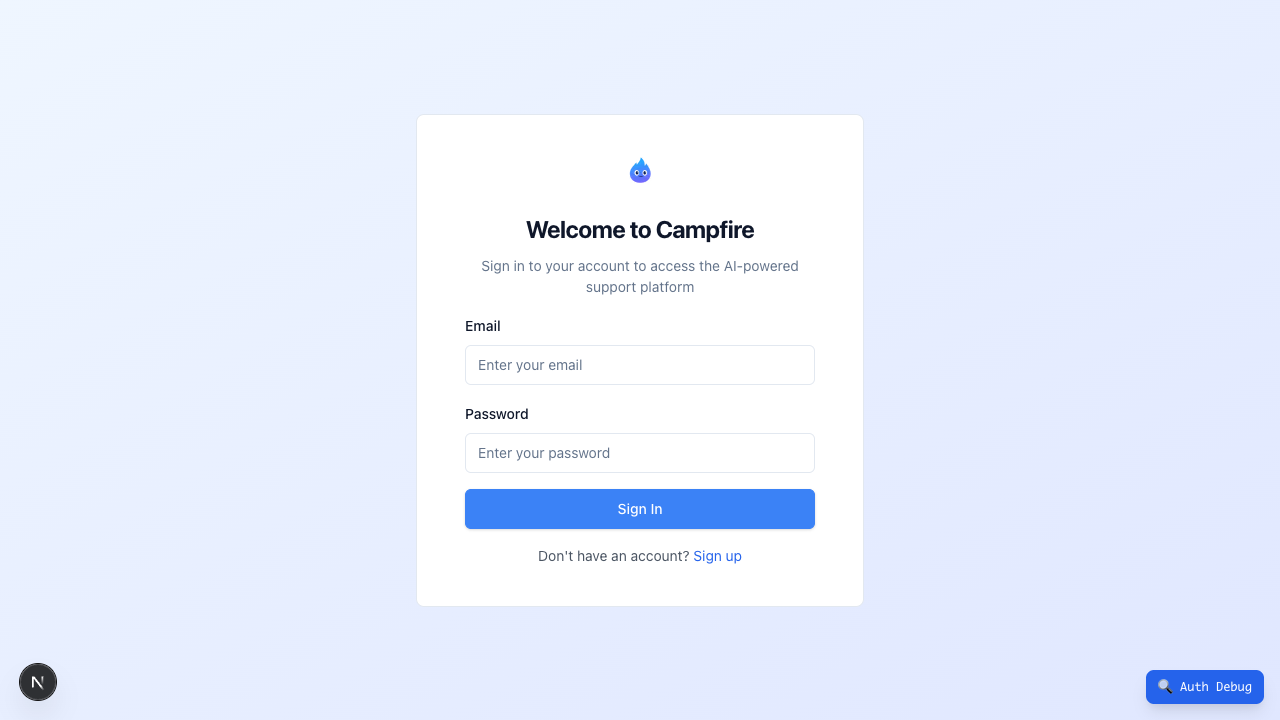 Welcome to Campfire
Sign in to your account to access the AI-powered
support platform
Email
Enter your email
Password
Enter your password
Sign In
Don't have an account? Sign up
N
🔍 Auth Debug